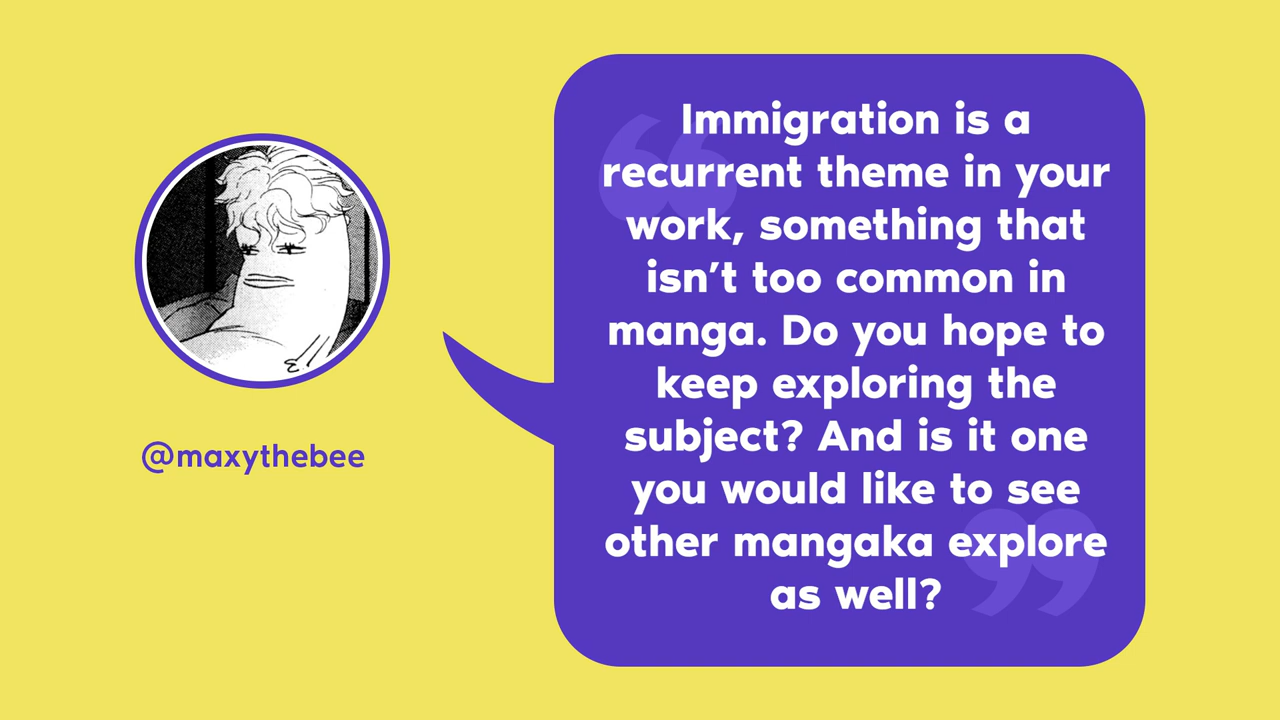 Immigration is a
recurrent theme in your
work, something that
isn't too common in
manga. Do you hope to
keep exploring the
subject? And is it one
you would like to see
other mangaka explore
as well?
@maxythebee